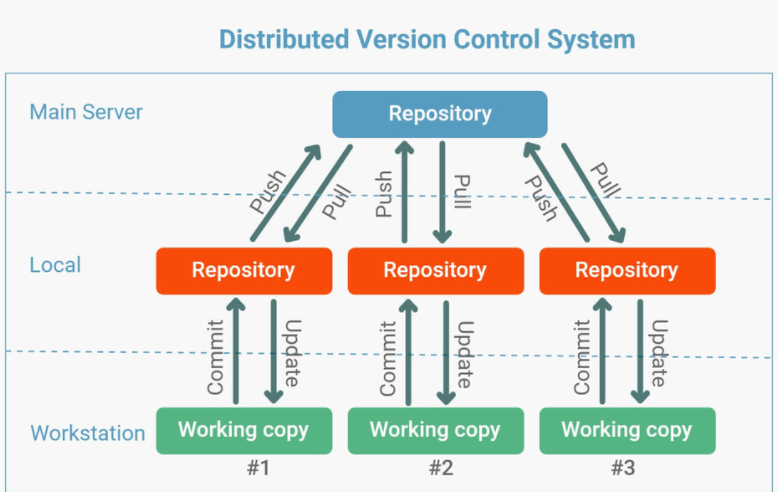 Distributed Version Control System
Main Server
Repository
Push
Pull
Push
Pull
Push
Pull
Local
Repository
Repository
Repository
Commit
Update
Commit
Update
Commit
Update
Workstation
Working copy
Working copy
Working copy
#1
#2
#3